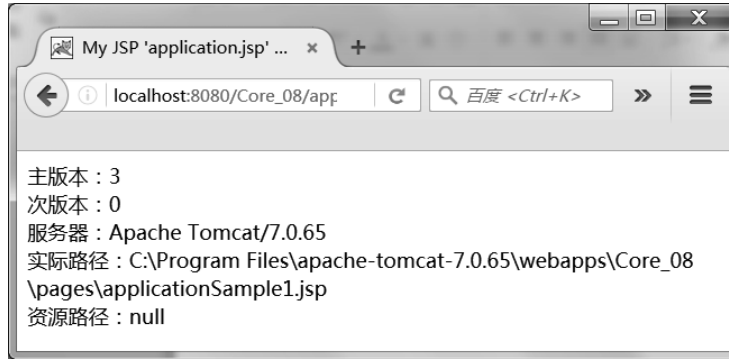 My JSP 'application.jsp' ...
localhost:8080/Core_08/app
百度 <Ctrl+K>
主版本：3
次版本：0
服务器：Apache Tomcat/7.0.65
实际路径：C:\Program Files\apache-tomcat-7.0.65\webapps\Core_08
\pages\applicationSample1.jsp
资源路径：null